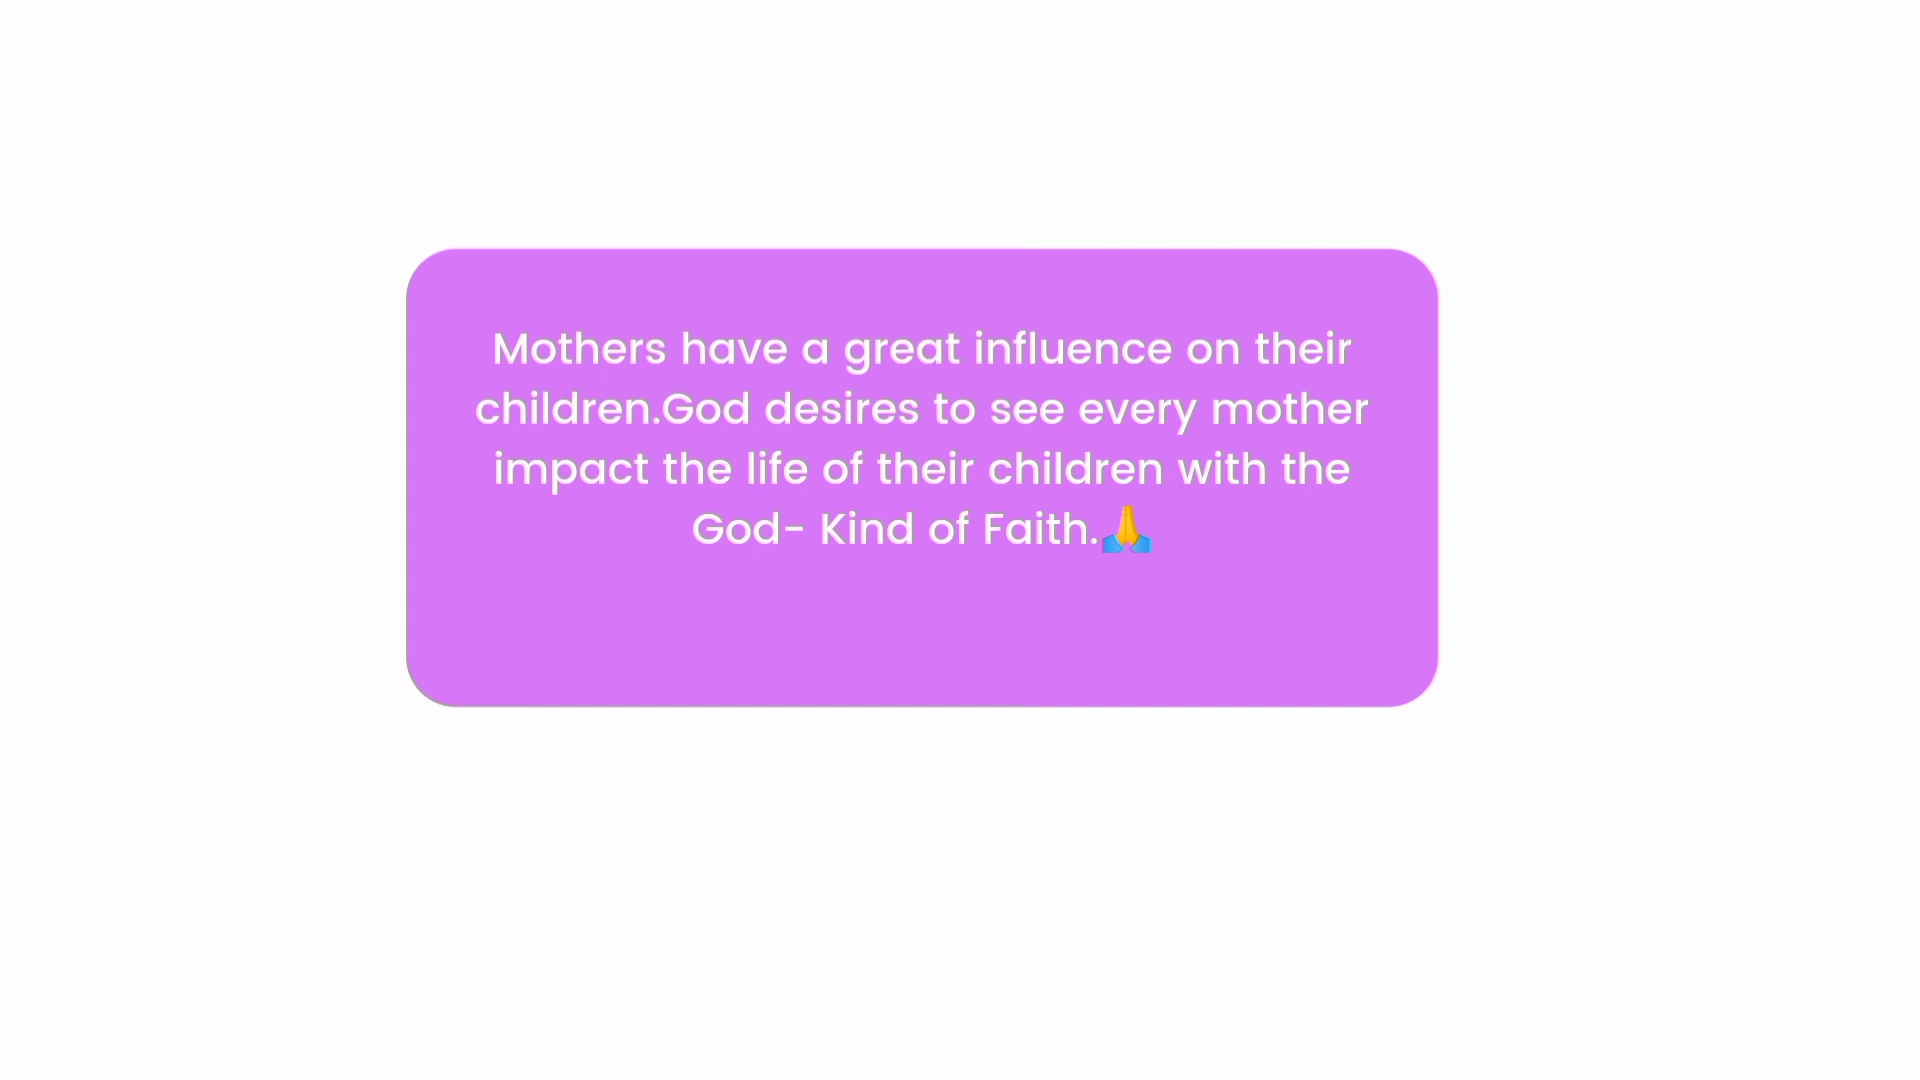 Mothers have a great influence on their
children.God desires to see every mother
impact the life of their children with the
God- Kind of Faith.🙏